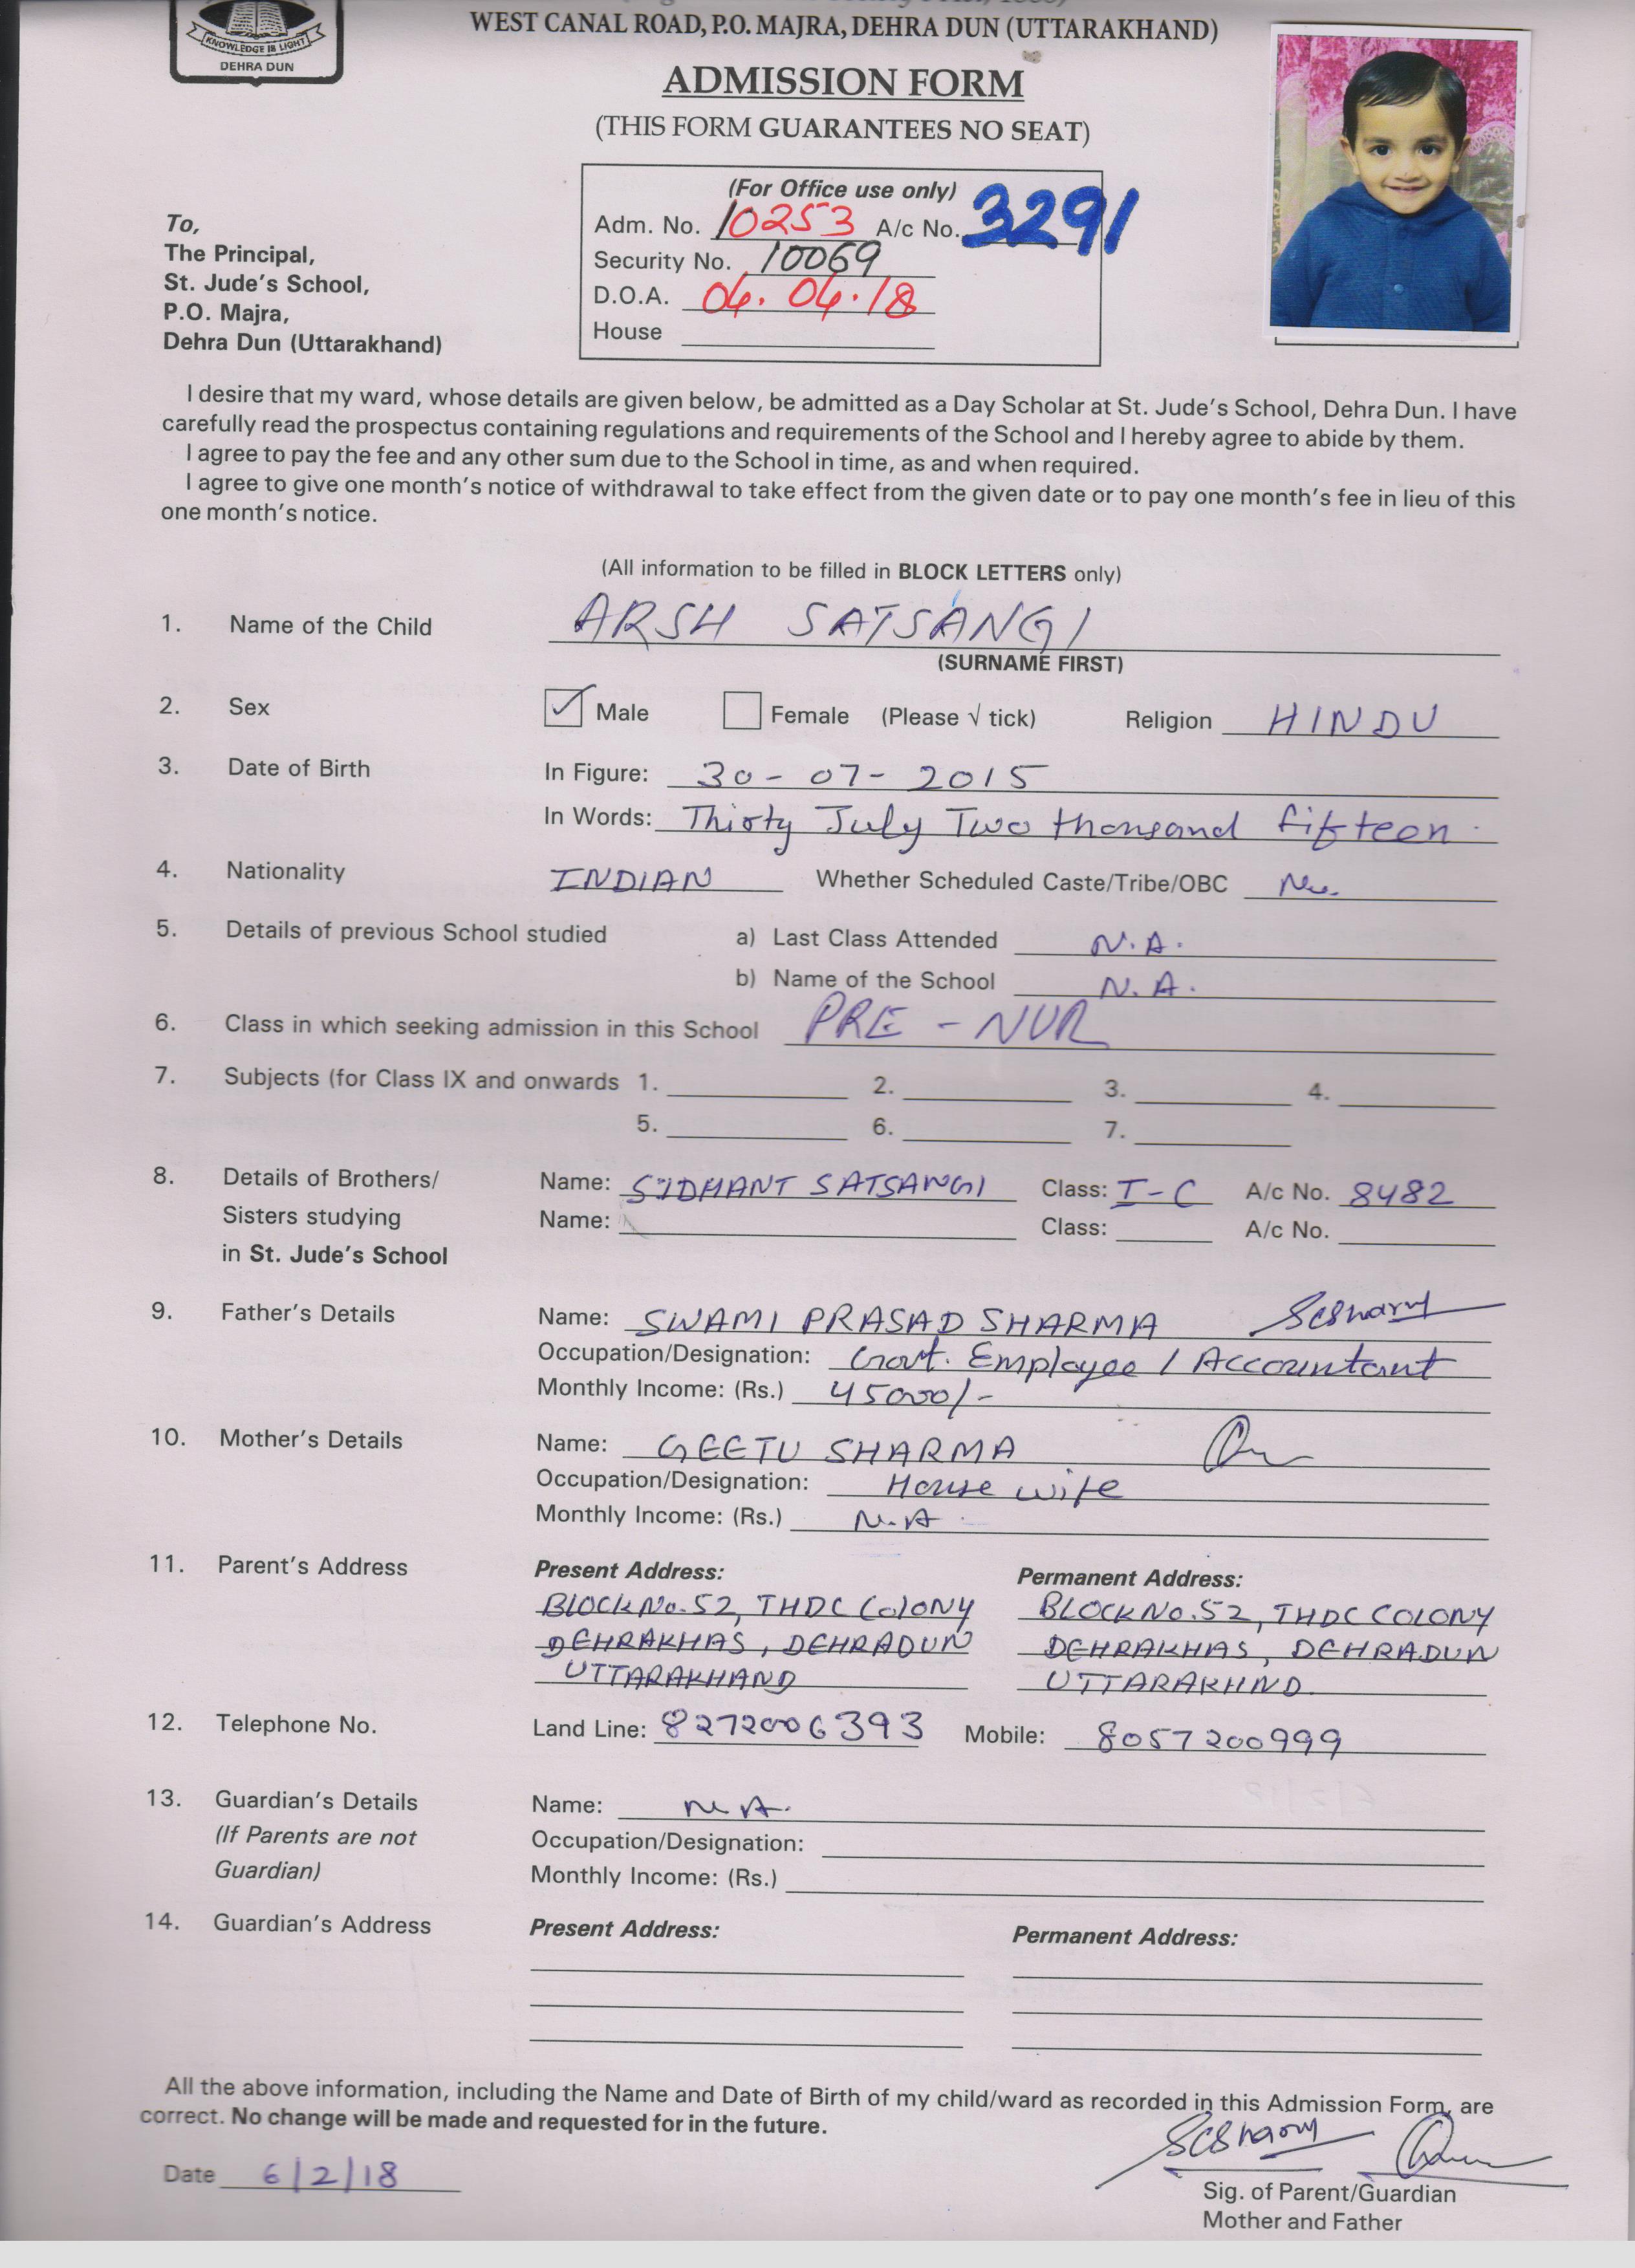 KNOWLEDGE IS LIGHT
DEHRA DUN
WEST CANAL ROAD, P.O. MAJRA, DEHRA DUN (UTTARAKHAND)
ADMISSION FORM
(THIS FORM GUARANTEES NO SEAT)
(For Office use only)
Adm. No. 10253 A/c No. 3291
Security No. 10069
D.O.A. 04.04.18
House
To,
The Principal,
St. Jude's School,
P.O. Majra,
Dehra Dun (Uttarakhand)
I desire that my ward, whose details are given below, be admitted as a Day Scholar at St. Jude's School, Dehra Dun. I have
carefully read the prospectus containing regulations and requirements of the School and I hereby agree to abide by them.
I agree to pay the fee and any other sum due to the School in time, as and when required.
I agree to give one month's notice of withdrawal to take effect from the given date or to pay one month's fee in lieu of this
one month's notice.
(All information to be filled in BLOCK LETTERS only)
1. Name of the Child ARSH SATSANGI
(SURNAME FIRST)
2. Sex Male Female (Please √ tick) Religion HINDU
3. Date of Birth In Figure: 30-07-2015
In Words: Thirty July Two thousand fifteen.
4. Nationality INDIAN Whether Scheduled Caste/Tribe/OBC
5. Details of previous School studied a) Last Class Attended N.A.
b) Name of the School N.A.
6. Class in which seeking admission in this School PRE-NUR
7. Subjects (for Class IX and onwards 1. 2. 3. 4.
5. 6. 7.
8. Details of Brothers/ Name: SIDHANT SATSANGI Class: I-C A/c No. 8482
Sisters studying Name: Class: A/c No.
in St. Jude's School
9. Father's Details Name: SWAMI PRASAD SHARMA
Occupation/Designation: Govt. Employee / Accountant
Monthly Income: (Rs.) 45000/-
10. Mother's Details Name: GEETU SHARMA
Occupation/Designation: House wife
Monthly Income: (Rs.) N.A.
11. Parent's Address Present Address: Permanent Address:
BLOCK No.52, THDC COlONY BLOCK NO.52, THDC COLONY
DEHRAKHAS, DEHRADUN DEHRAKHAS, DEHRADUN
UTTARAKHAND UTTARAKHND.
12. Telephone No. Land Line: 8272006393 Mobile: 8057200999
13. Guardian's Details Name: N.A.
(If Parents are not Occupation/Designation:
Guardian) Monthly Income: (Rs.)
14. Guardian's Address Present Address: Permanent Address:
All the above information, including the Name and Date of Birth of my child/ward as recorded in this Admission Form, are
correct. No change will be made and requested for in the future.
Date 6/2/18
Sig. of Parent/Guardian
Mother and Father